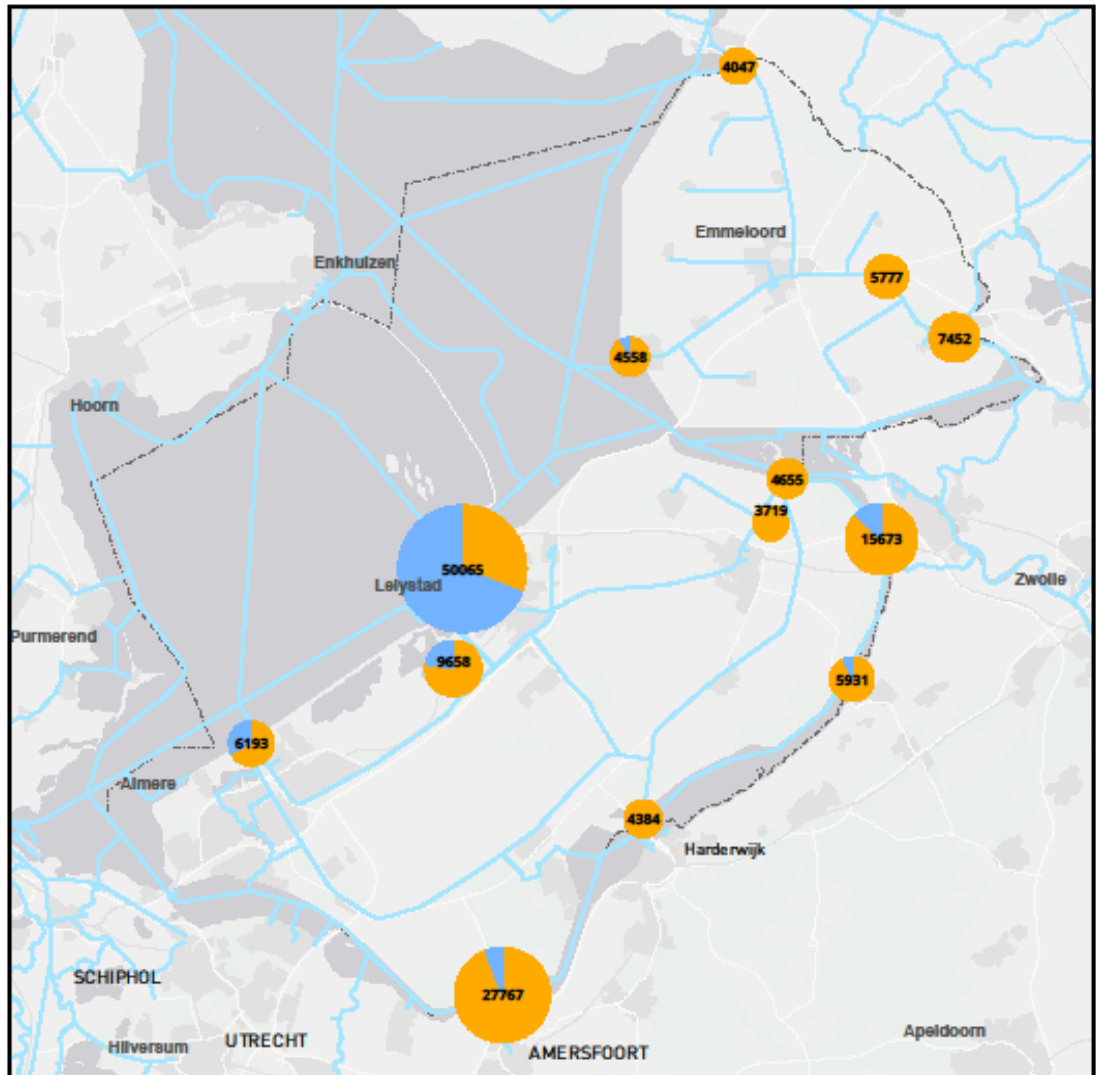 4047
Emmeloord
Enkhuizen
5777
7452
4558
Hoorn
4655
3719
15673
50065
Lelystad
Zwolle
Purmerend
9658
5931
6193
Almere
4384
Harderwijk
SCHIPHOL
27767
Apeldoorn
UTRECHT
Hilversum
AMERSFOORT